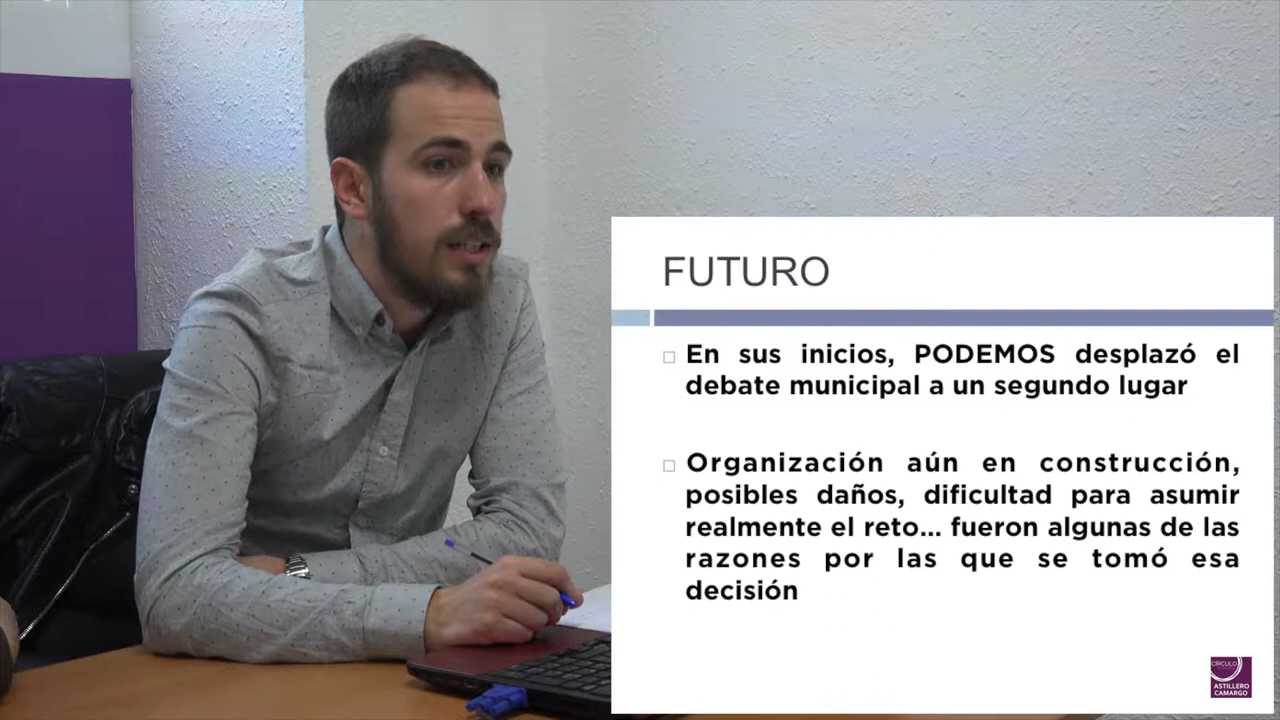 FUTURO
En sus inicios, PODEMOS desplazó el
debate municipal a un segundo lugar
Organización aún en construcción,
posibles daños, dificultad para asumir
realmente el reto... fueron algunas de las
razones por las que se tomó esa
decisión
CÍRCULO
ASTILLERO
CAMARGO